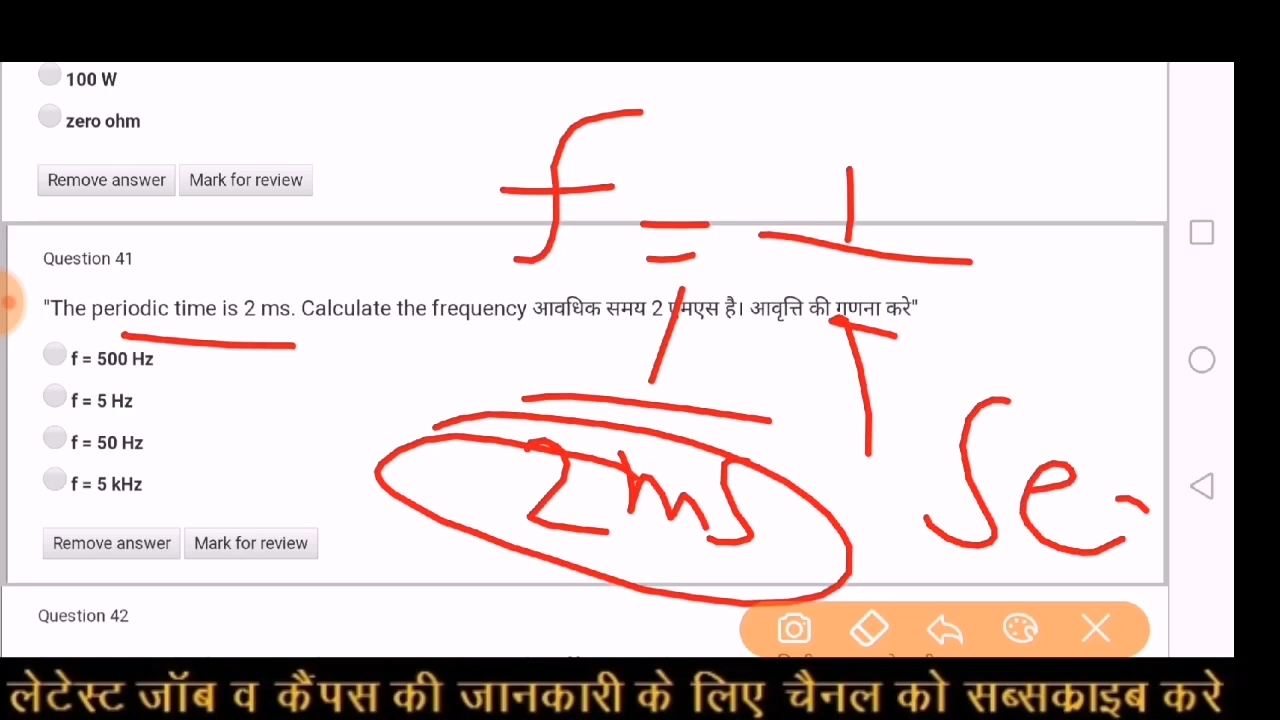 100 W
zero ohm
Remove answer Mark for review
f = 1
T
Question 41
"The periodic time is 2 ms. Calculate the frequency आवधिक समय 2 एमएस है। आवृत्ति की गणना करे"
f = 500 Hz
f = 5 Hz
f = 50 Hz
f = 5 kHz
1
2ms
Se
Remove answer Mark for review
Question 42
लेटेस्ट जॉब व कैंपस की जानकारी के लिए चैनल को सब्सक्राइब करे